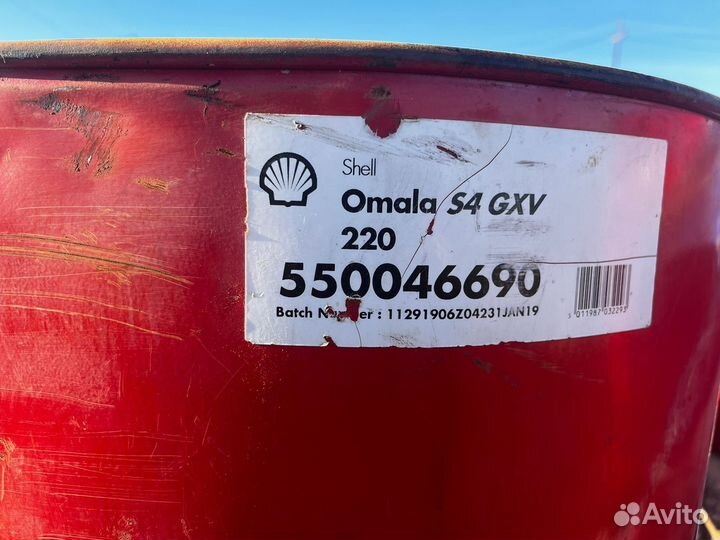 Shell
Omala S4 GXV
220
550046690
Batch Number : 11291906Z04231JAN19
5 011987 032293
Avito